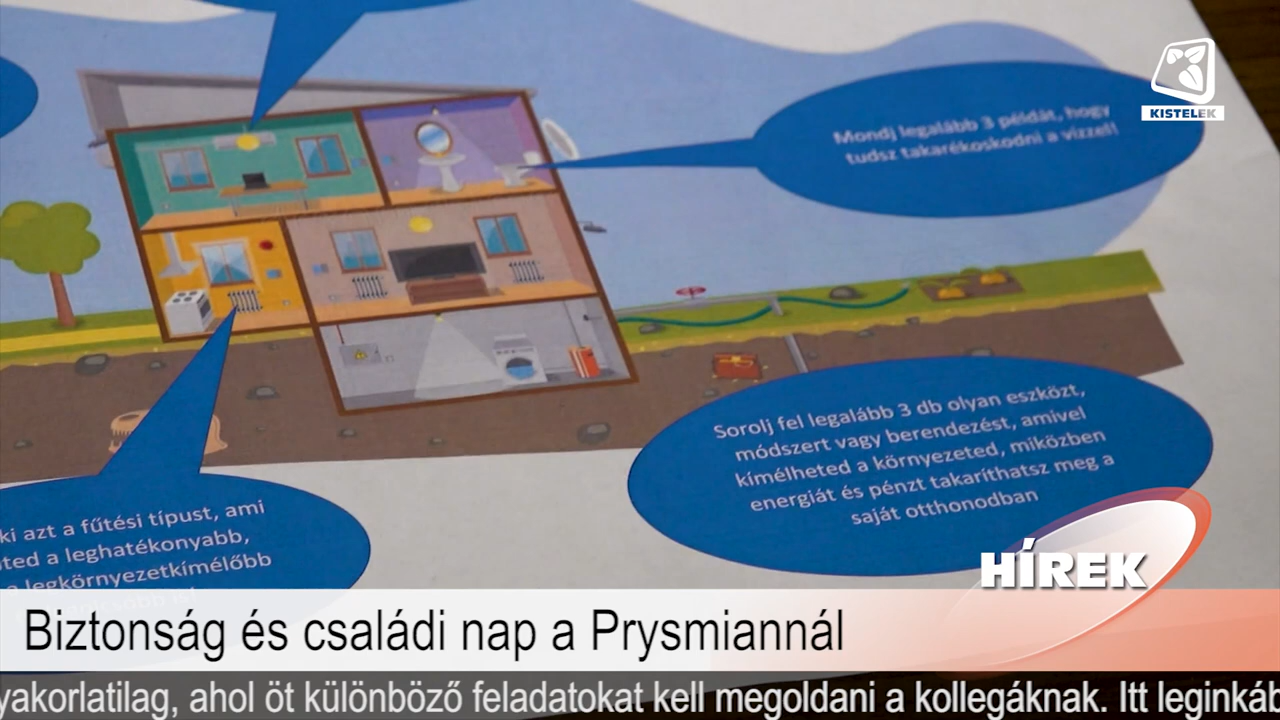 KISTELEK
Mondj legalább 3 példát, hogy
tudsz takarékoskodni a vízzel!
Sorolj fel legalább 3 db olyan eszközt,
módszert vagy berendezést, amivel
kímélheted a környezeted, miközben
energiát és pénzt takaríthatsz meg a
saját otthonodban
ki azt a fűtési típust, ami
a leghatékonyabb,
legkörnyezetkímélőbb
HÍREK
Biztonság és családi nap a Prysmiannál
yakorlatilag, ahol öt különböző feladatokat kell megoldani a kollegáknak. Itt leginkáb